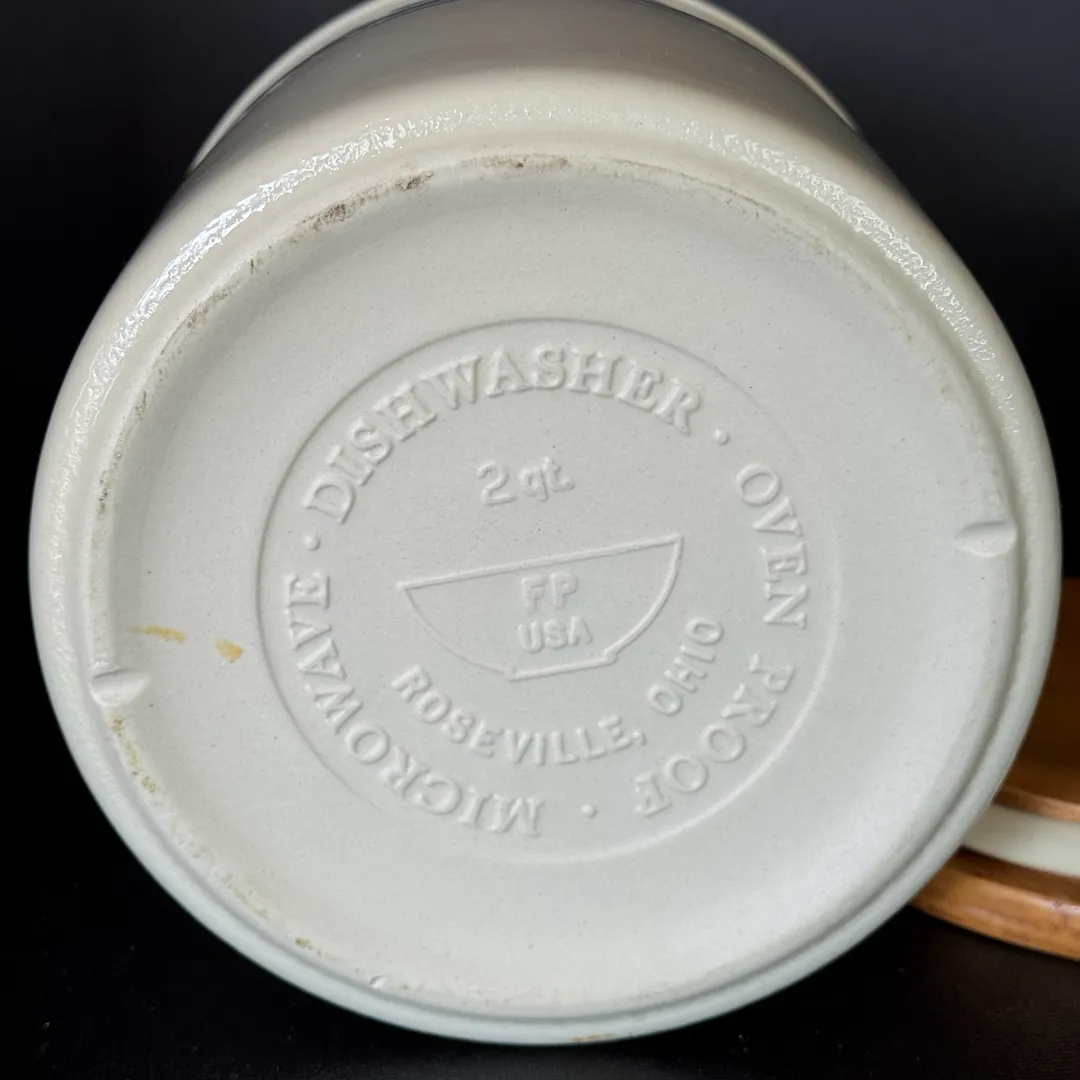 DISHWASHER · OVEN PROOF · MICROWAVE ·
2 qt.
FP
USA
ROSEVILLE, OHIO